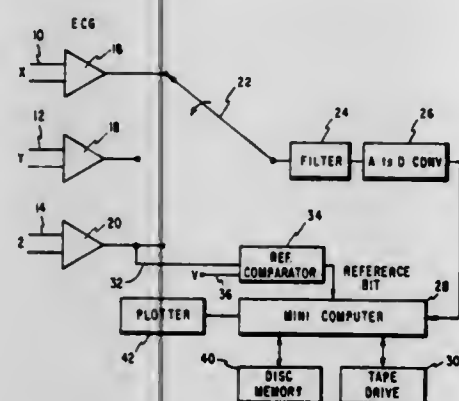 ECG
10
16
X
22
12
18
Y
24
26
FILTER
A to D CONV
14
20
2
34
32
REF.
COMPARATOR
V
36
REFERENCE
BIT
28
PLOTTER
MINI COMPUTER
42
40
30
DISC
MEMORY
TAPE
DRIVE